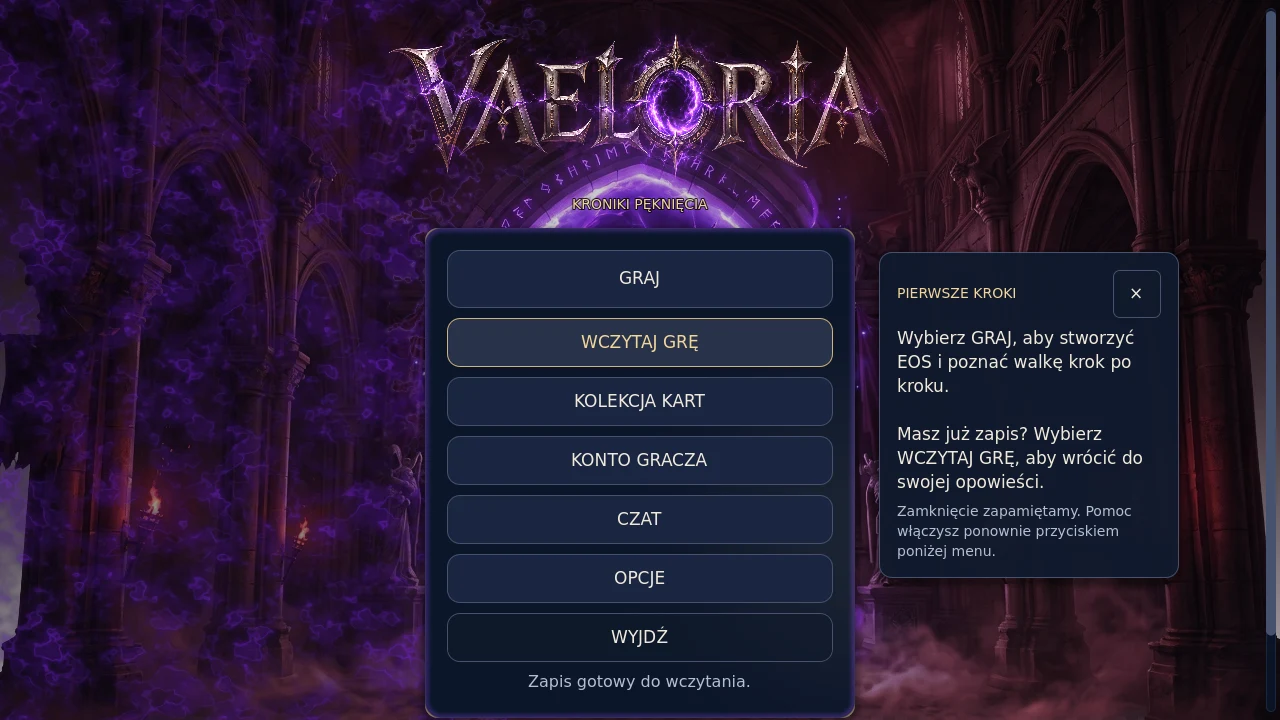 VAELORIA
KRONIKI PĘKNIĘCIA
GRAJ
WCZYTAJ GRĘ
KOLEKCJA KART
KONTO GRACZA
CZAT
OPCJE
WYJDŹ
Zapis gotowy do wczytania.
PIERWSZE KROKI
×
Wybierz GRAJ, aby stworzyć
EOS i poznać walkę krok po
kroku.
Masz już zapis? Wybierz
WCZYTAJ GRĘ, aby wrócić do
swojej opowieści.
Zamknięcie zapamiętamy. Pomoc
włączysz ponownie przyciskiem
poniżej menu.